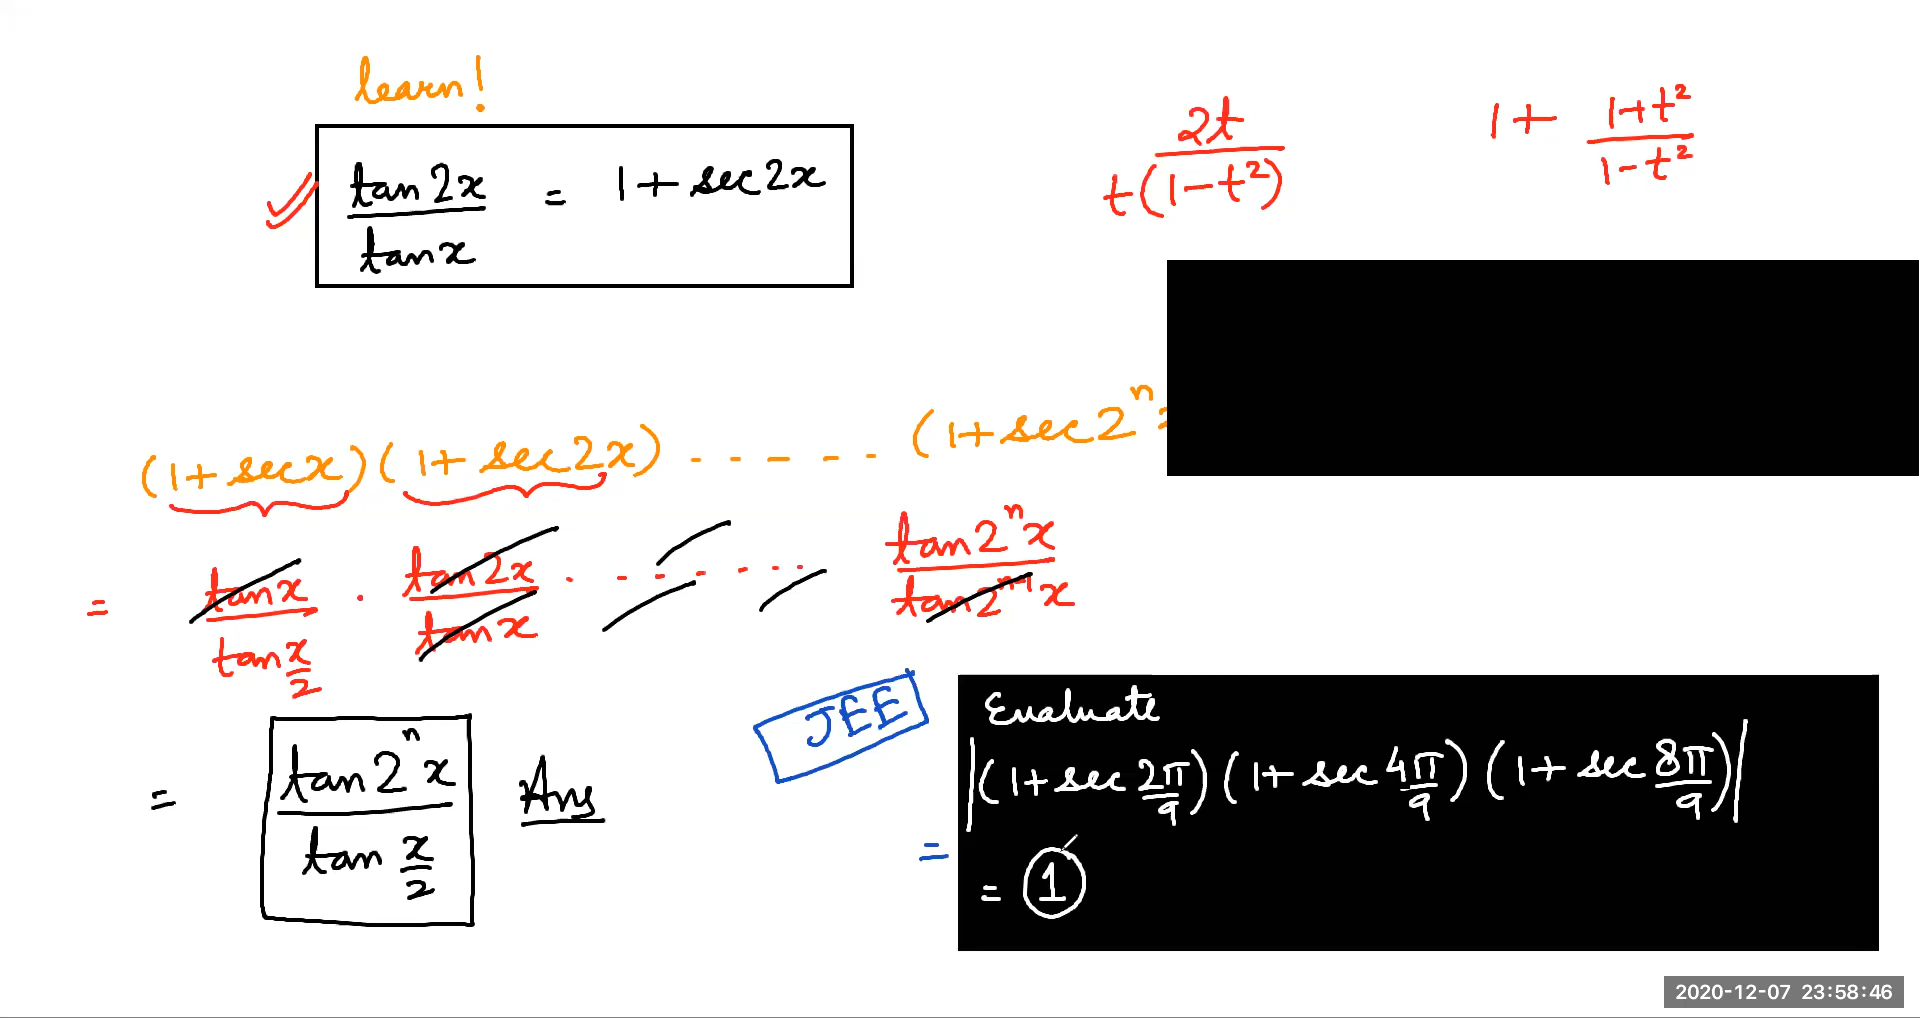 learn!
tan 2x / tan x = 1 + sec 2x
2t / t(1 - t²)
1 + (1 + t²) / (1 - t²)
(1 + sec x)(1 + sec 2x) ------ (1 + sec 2ⁿ
= tan x / tan x/2 · tan 2x / tan x · ........ tan 2ⁿx / tan 2ⁿ⁻¹x
= tan 2ⁿx / tan x/2 Ans
JEE
Evaluate
= |(1 + sec 2π/9)(1 + sec 4π/9)(1 + sec 8π/9)|
= 1
2020-12-07 23:58:46